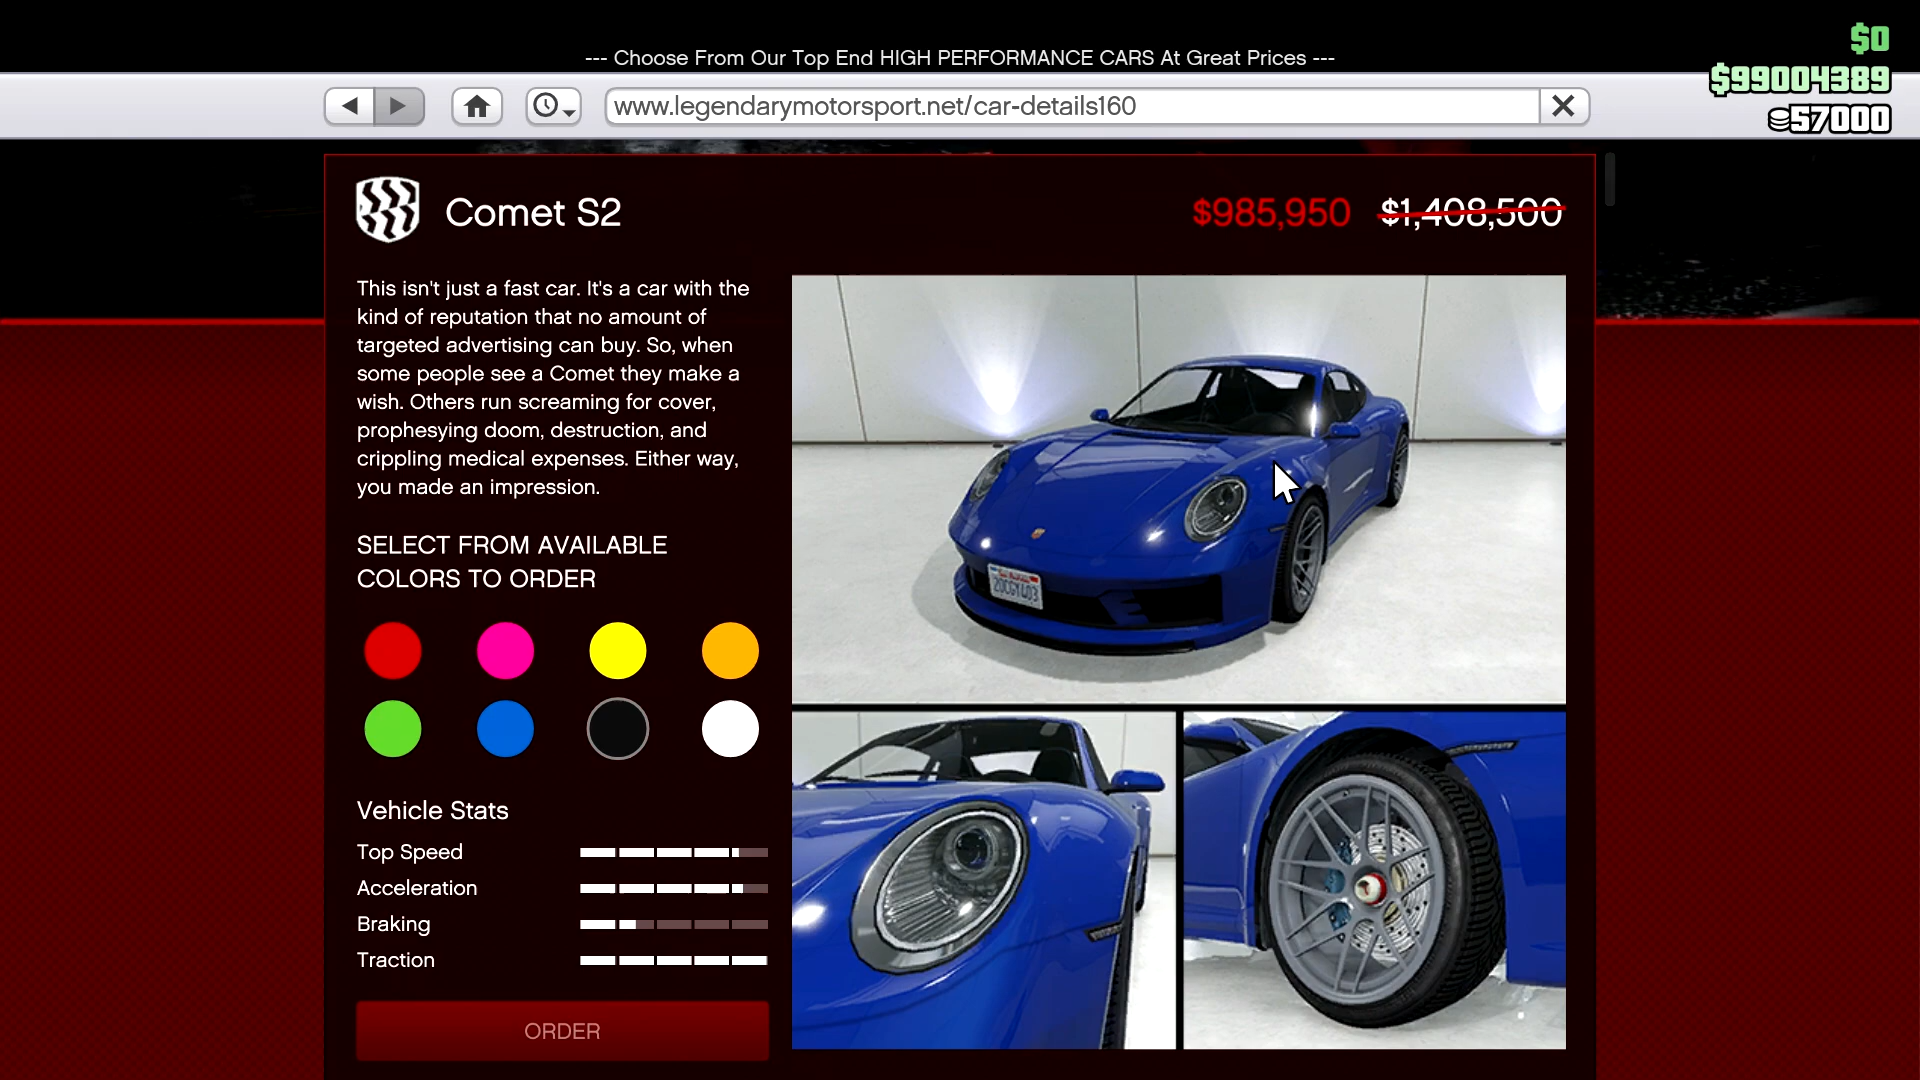 --- Choose From Our Top End HIGH PERFORMANCE CARS At Great Prices ---
$0
$99004389
57000
www.legendarymotorsport.net/car-details160
Comet S2
$985,950 $1,408,500
This isn't just a fast car. It's a car with the
kind of reputation that no amount of
targeted advertising can buy. So, when
some people see a Comet they make a
wish. Others run screaming for cover,
prophesying doom, destruction, and
crippling medical expenses. Either way,
you made an impression.
SELECT FROM AVAILABLE
COLORS TO ORDER
Vehicle Stats
Top Speed
Acceleration
Braking
Traction
ORDER